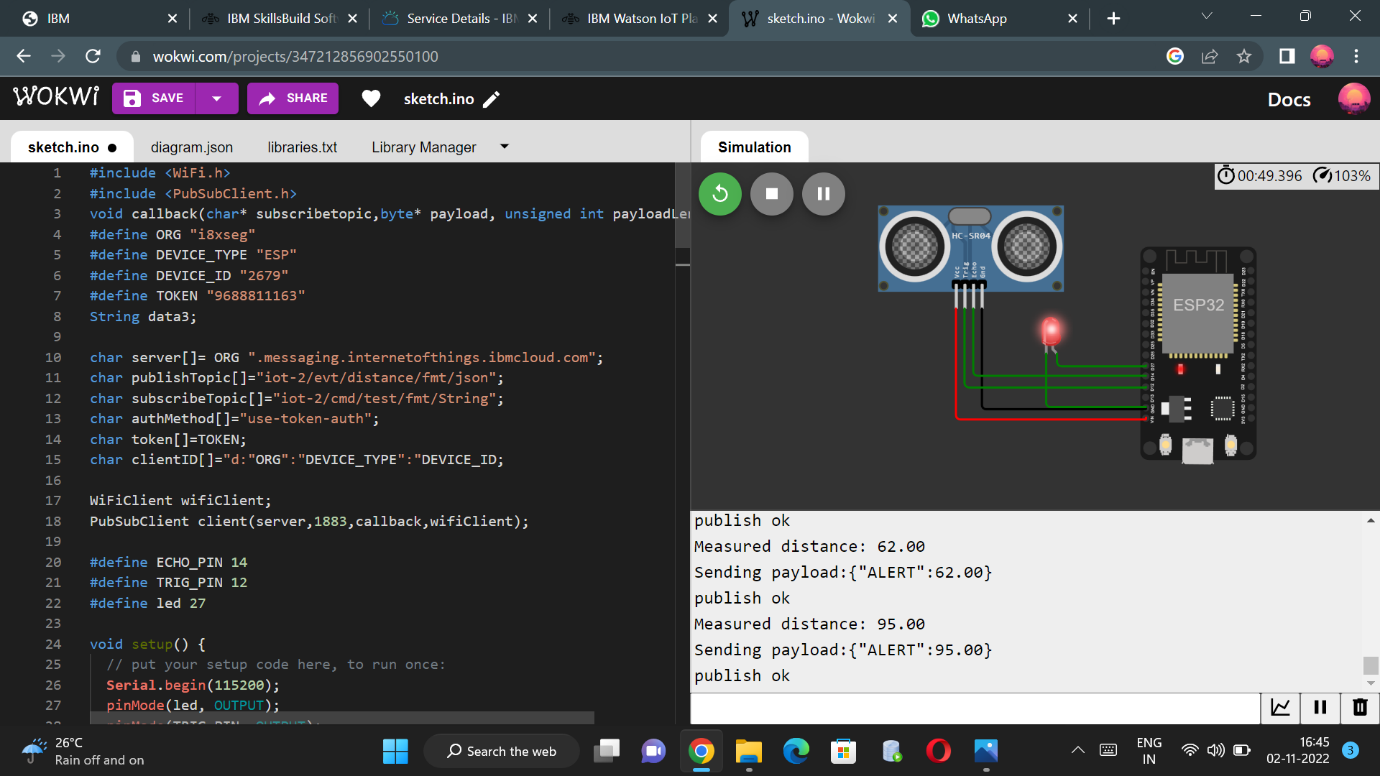 IBM
IBM SkillsBuild Soft
Service Details - IBM
IBM Watson IoT Pla
sketch.ino - Wokwi
WhatsApp
wokwi.com/projects/347212856902550100
WOKWI
SAVE
SHARE
sketch.ino
Docs
sketch.ino
diagram.json
libraries.txt
Library Manager
Simulation
1 #include <WiFi.h>
2 #include <PubSubClient.h>
3 void callback(char* subscribetopic,byte* payload, unsigned int payloadLen
4 #define ORG "i8xseg"
5 #define DEVICE_TYPE "ESP"
6 #define DEVICE_ID "2679"
7 #define TOKEN "9688811163"
8 String data3;
9
10 char server[]= ORG ".messaging.internetofthings.ibmcloud.com";
11 char publishTopic[]="iot-2/evt/distance/fmt/json";
12 char subscribeTopic[]="iot-2/cmd/test/fmt/String";
13 char authMethod[]="use-token-auth";
14 char token[]=TOKEN;
15 char clientID[]="d:"ORG":"DEVICE_TYPE":"DEVICE_ID;
16
17 WiFiClient wifiClient;
18 PubSubClient client(server,1883,callback,wifiClient);
19
20 #define ECHO_PIN 14
21 #define TRIG_PIN 12
22 #define led 27
23
24 void setup() {
25 // put your setup code here, to run once:
26 Serial.begin(115200);
27 pinMode(led, OUTPUT);
28 pinMode(TRIG_PIN, OUTPUT);
00:49.396
103%
HC-SR04
Vcc
Trig
Echo
Gnd
ESP32
publish ok
Measured distance: 62.00
Sending payload:{"ALERT":62.00}
publish ok
Measured distance: 95.00
Sending payload:{"ALERT":95.00}
publish ok
26°C
Rain off and on
Search the web
ENG
IN
16:45
02-11-2022
3